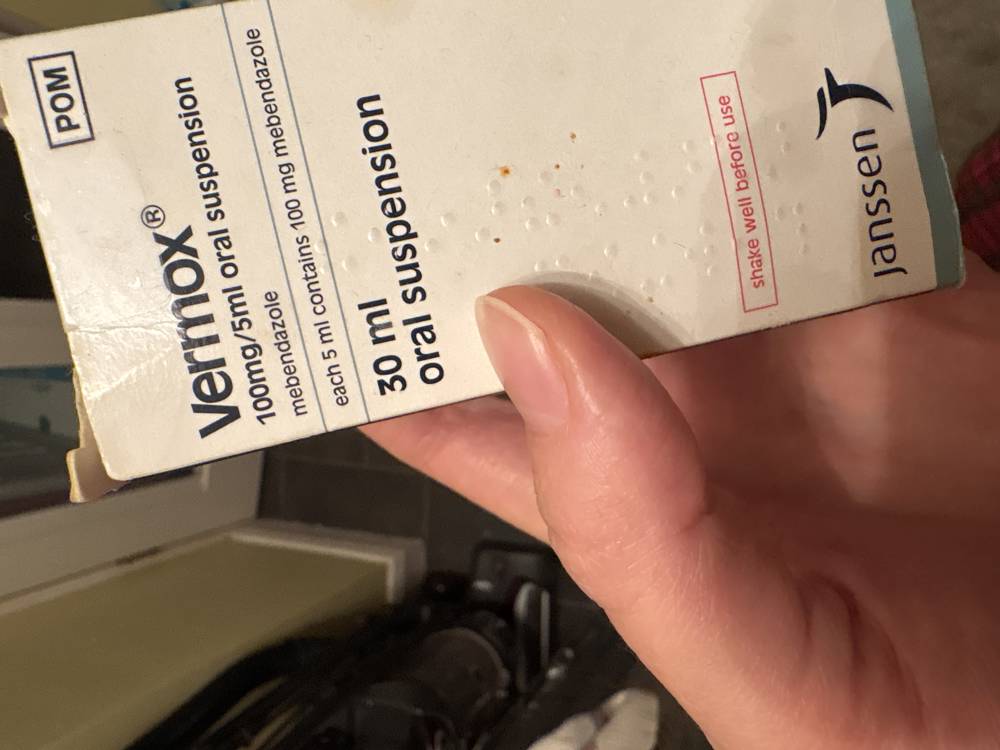 POM
Vermox®
100mg/5ml oral suspension
mebendazole
each 5 ml contains 100 mg mebendazole
30 ml
oral suspension
shake well before use
janssen